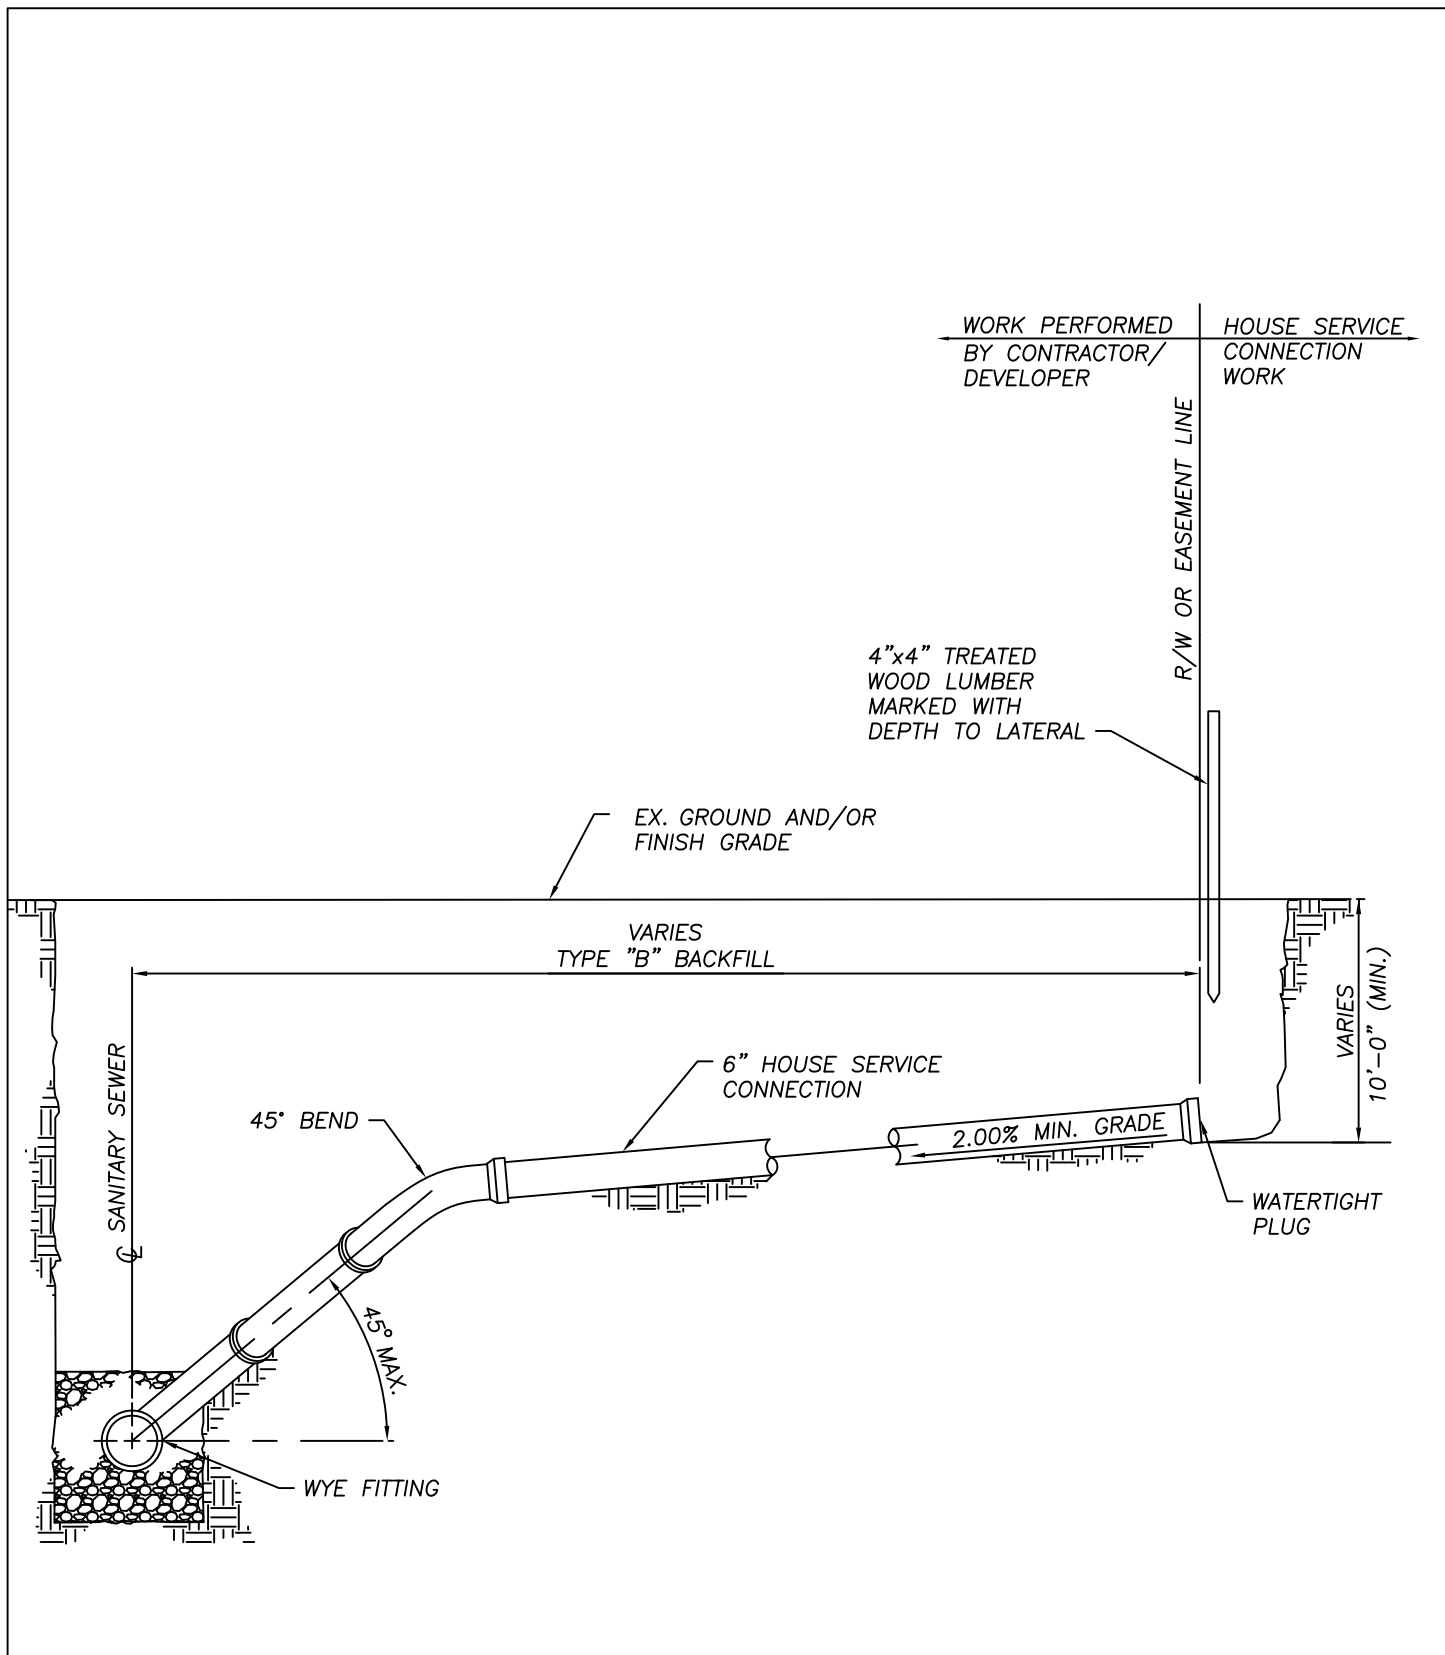 WORK PERFORMED
BY CONTRACTOR/
DEVELOPER
HOUSE SERVICE
CONNECTION
WORK
R/W OR EASEMENT LINE
4"x4" TREATED
WOOD LUMBER
MARKED WITH
DEPTH TO LATERAL
EX. GROUND AND/OR
FINISH GRADE
VARIES
TYPE "B" BACKFILL
VARIES
10'-0" (MIN.)
℄ SANITARY SEWER
6" HOUSE SERVICE
CONNECTION
45° BEND
2.00% MIN. GRADE
WATERTIGHT
PLUG
45° MAX.
WYE FITTING